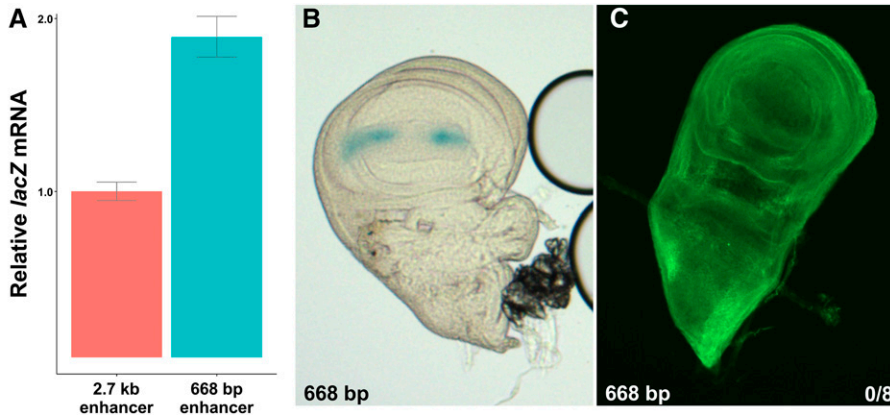 A
B
C
2.0
1.0
Relative lacZ mRNA
2.7 kb
enhancer
668 bp
enhancer
668 bp
668 bp
0/8